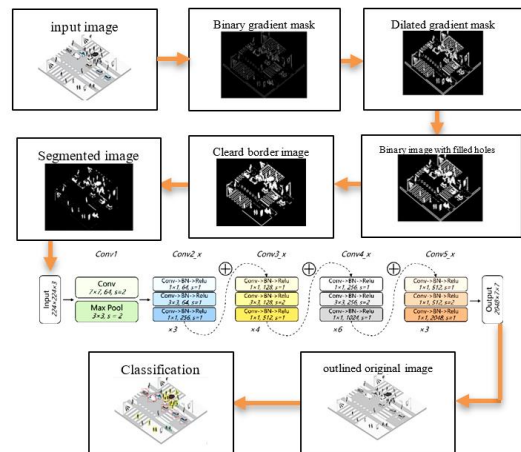 input image
Binary gradient mask
Dilated gradient mask
Segmented image
Cleard border image
Binary image with filled holes
Conv1
Conv2_x
Conv3_x
Conv4_x
Conv5_x
Input
224×224×3
Conv
7×7, 64, s=2
Max Pool
3×3, s = 2
Conv->BN->Relu
1×1, 64, s=1
Conv->BN->Relu
3×3, 64, s=1
Conv->BN->Relu
1×1, 256, s=1
×3
Conv->BN->Relu
1×1, 128, s=1
Conv->BN->Relu
3×3, 128, s=2
Conv->BN->Relu
1×1, 512, s=1
×4
Conv->BN->Relu
1×1, 256, s=1
Conv->BN->Relu
3×3, 256, s=2
Conv->BN->Relu
1×1, 1024, s=1
×6
Conv->BN->Relu
1×1, 512, s=1
Conv->BN->Relu
1×1, 512, s=2
Conv->BN->Relu
1×1, 2048, s=1
×3
Output
2048×7×7
Classification
outlined original image